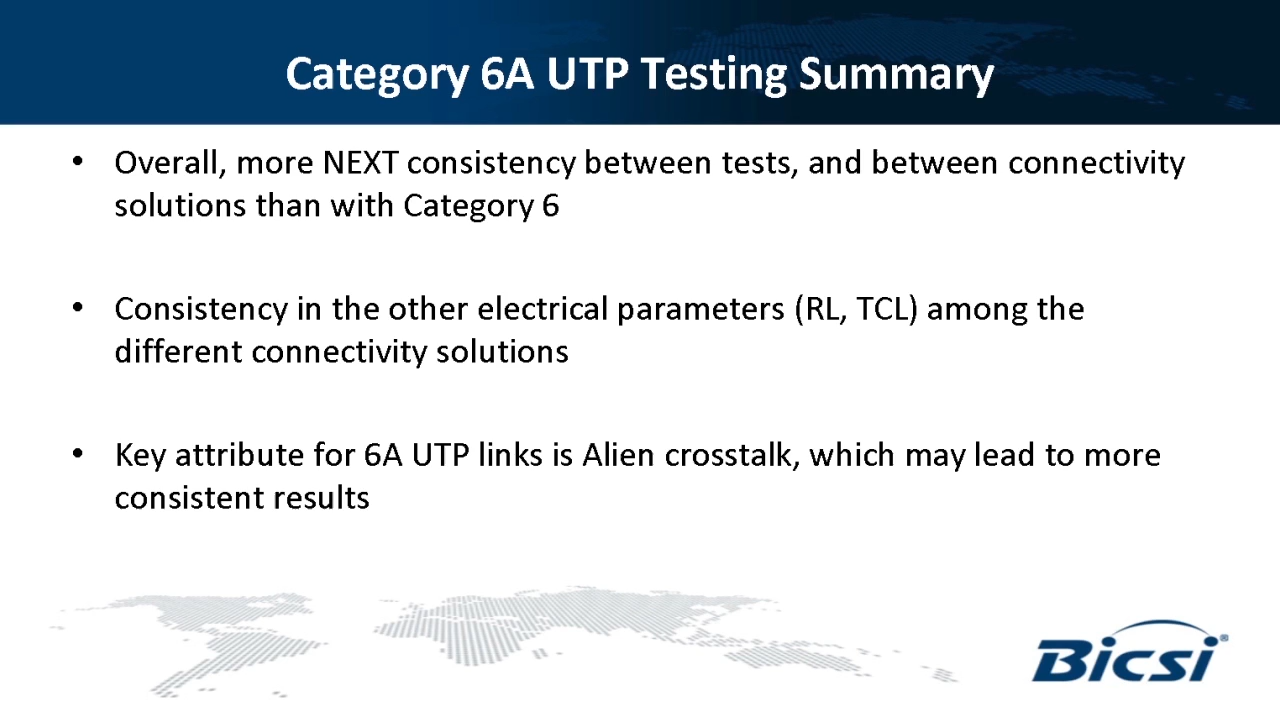 Category 6A UTP Testing Summary
• Overall, more NEXT consistency between tests, and between connectivity
solutions than with Category 6
• Consistency in the other electrical parameters (RL, TCL) among the
different connectivity solutions
• Key attribute for 6A UTP links is Alien crosstalk, which may lead to more
consistent results
Bicsi®